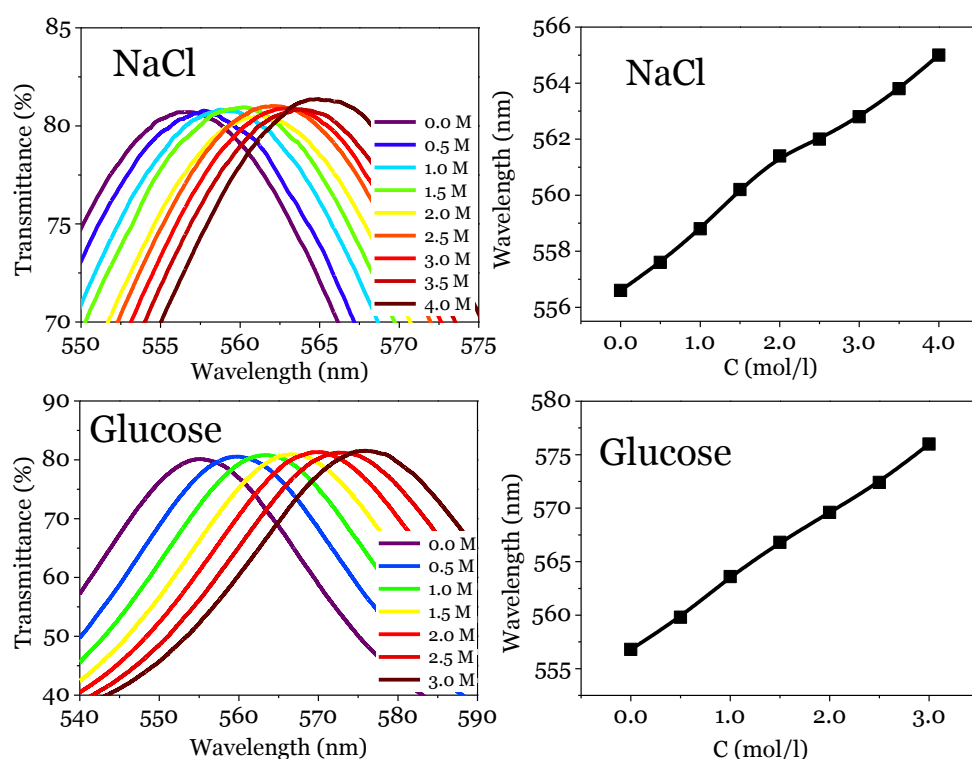 NaCl
Transmittance (%)
85
80
75
70
550
555
560
565
570
575
Wavelength (nm)
0.0 M
0.5 M
1.0 M
1.5 M
2.0 M
2.5 M
3.0 M
3.5 M
4.0 M
NaCl
Wavelength (nm)
566
564
562
560
558
556
0.0
1.0
2.0
3.0
4.0
C (mol/l)
Glucose
Transmittance (%)
90
80
70
60
50
40
540
550
560
570
580
590
Wavelength (nm)
0.0 M
0.5 M
1.0 M
1.5 M
2.0 M
2.5 M
3.0 M
Glucose
Wavelength (nm)
580
575
570
565
560
555
0.0
1.0
2.0
3.0
C (mol/l)